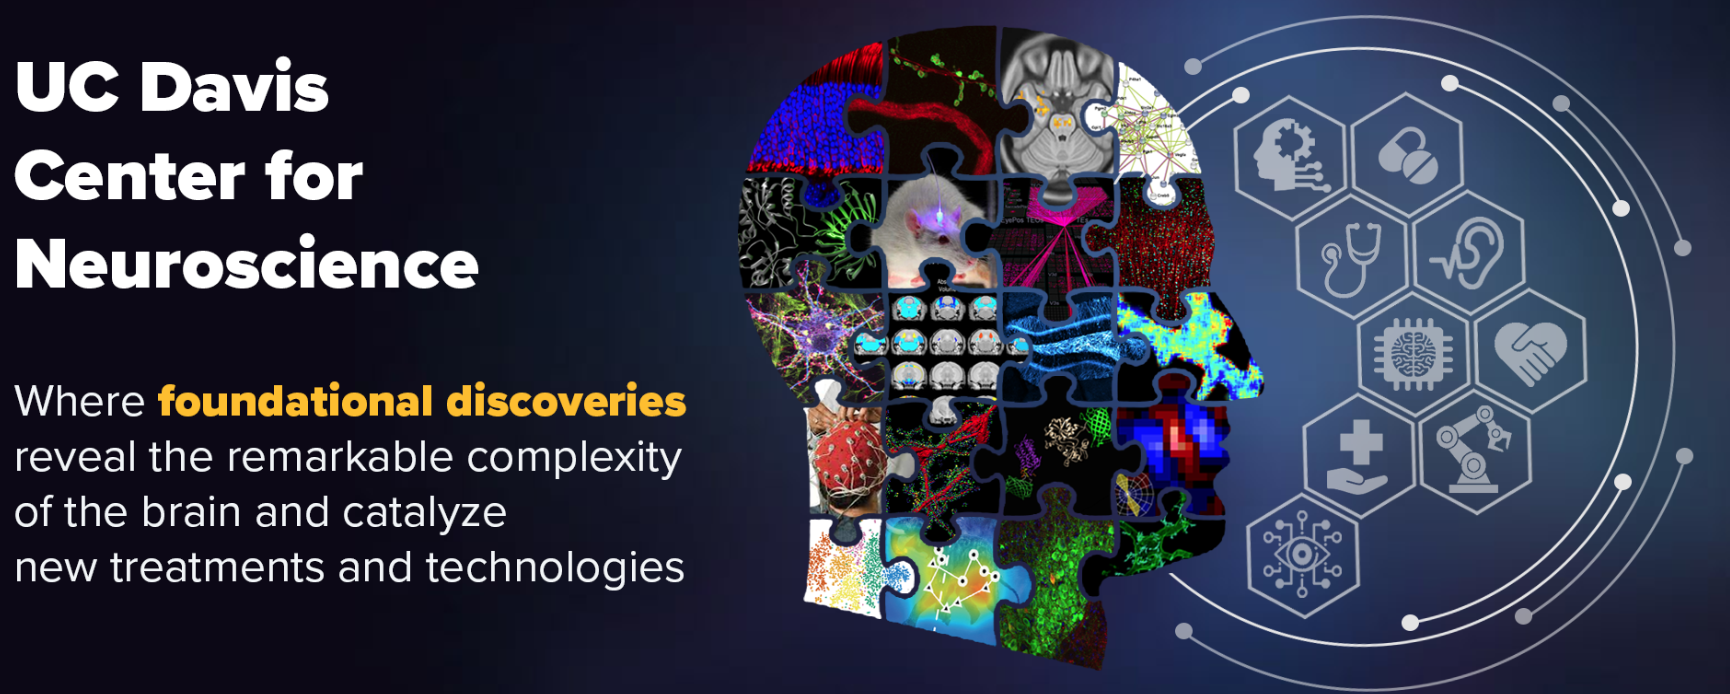 UC Davis
Center for
Neuroscience
Where foundational discoveries
reveal the remarkable complexity
of the brain and catalyze
new treatments and technologies